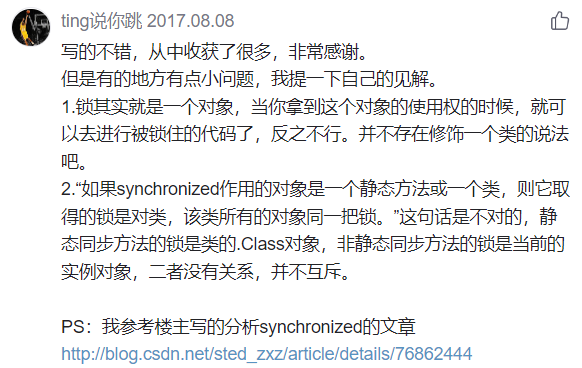 ting说你跳 2017.08.08
写的不错，从中收获了很多，非常感谢。
但是有的地方有点小问题，我提一下自己的见解。
1.锁其实就是一个对象，当你拿到这个对象的使用权的时候，就可
以去进行被锁住的代码了，反之不行。并不存在修饰一个类的说法
吧。
2.“如果synchronized作用的对象是一个静态方法或一个类，则它取
得的锁是对类，该类所有的对象同一把锁。”这句话是不对的，静
态同步方法的锁是类的.Class对象，非静态同步方法的锁是当前的
实例对象，二者没有关系，并不互斥。
PS：我参考楼主写的分析synchronized的文章
http://blog.csdn.net/sted_zxz/article/details/76862444